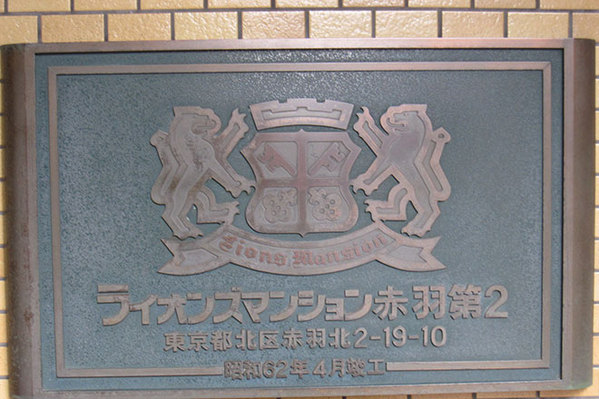 Lions Mansion
ライオンズマンション赤羽第2
東京都北区赤羽北2-19-10
昭和62年4月竣工